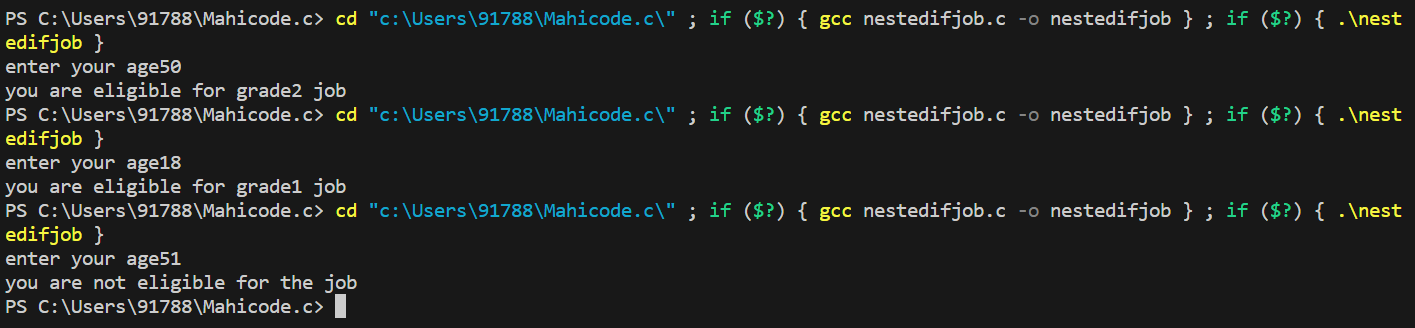 PS C:\Users\91788\Mahicode.c> cd "c:\Users\91788\Mahicode.c\" ; if ($?) { gcc nestedifjob.c -o nestedifjob } ; if ($?) { .\nest
edifjob }
enter your age50
you are eligible for grade2 job
PS C:\Users\91788\Mahicode.c> cd "c:\Users\91788\Mahicode.c\" ; if ($?) { gcc nestedifjob.c -o nestedifjob } ; if ($?) { .\nest
edifjob }
enter your age18
you are eligible for grade1 job
PS C:\Users\91788\Mahicode.c> cd "c:\Users\91788\Mahicode.c\" ; if ($?) { gcc nestedifjob.c -o nestedifjob } ; if ($?) { .\nest
edifjob }
enter your age51
you are not eligible for the job
PS C:\Users\91788\Mahicode.c>